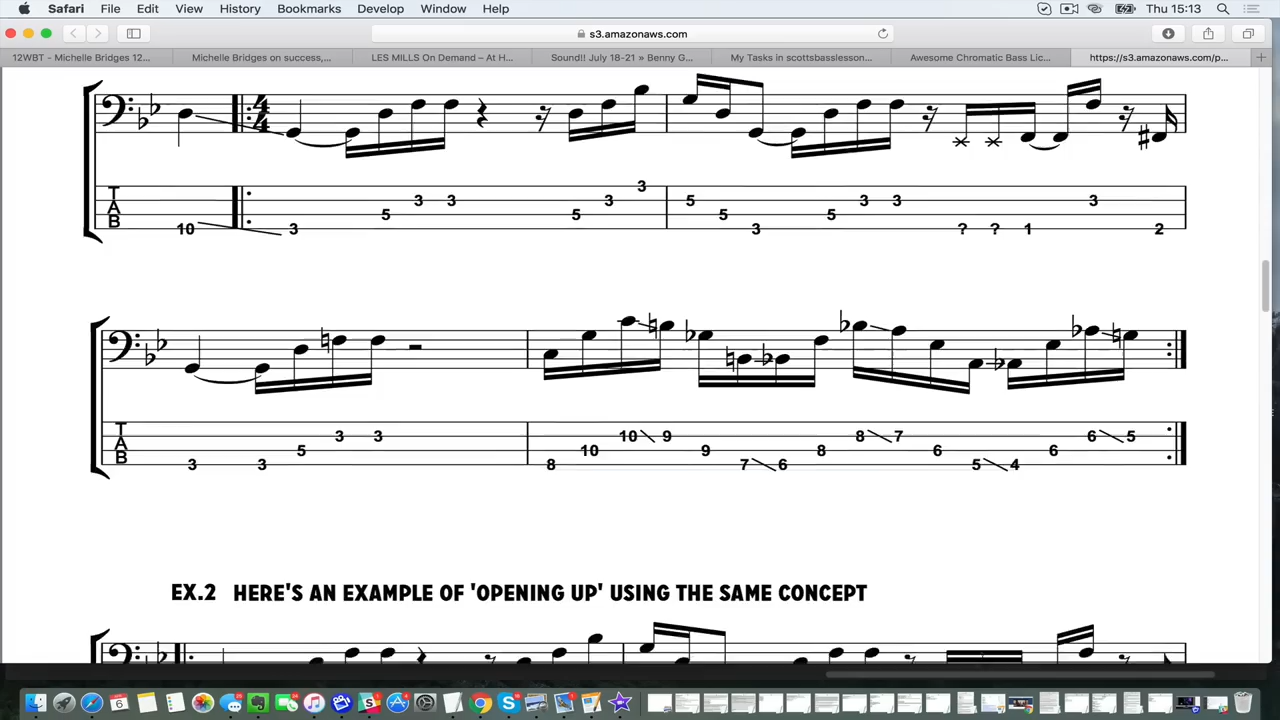 Safari File Edit View History Bookmarks Develop Window Help Thu 15:13
s3.amazonaws.com
12WBT - Michelle Bridges 12... Michelle Bridges on success,... LES MILLS On Demand – At H... Sound!! July 18-21 » Benny G... My Tasks in scottsbasslesson... Awesome Chromatic Bass Lic... https://s3.amazonaws.com/p...
4
4
T
A
B
10 3 5 3 3 5 3 3 5 5 3 5 3 3 ? ? 1 3 2
T
A
B
3 3 5 3 3 8 10 10 9 9 7 6 8 8 7 6 5 4 6 6 5
EX.2 HERE'S AN EXAMPLE OF 'OPENING UP' USING THE SAME CONCEPT